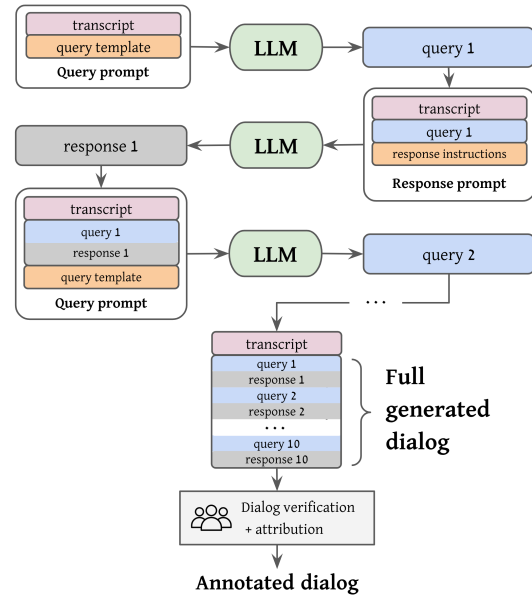 transcript
query template
Query prompt
LLM
query 1
transcript
query 1
response instructions
Response prompt
LLM
response 1
transcript
query 1
response 1
query template
Query prompt
LLM
query 2
...
transcript
query 1
response 1
query 2
response 2
...
query 10
response 10
Full
generated
dialog
Dialog verification
+ attribution
Annotated dialog